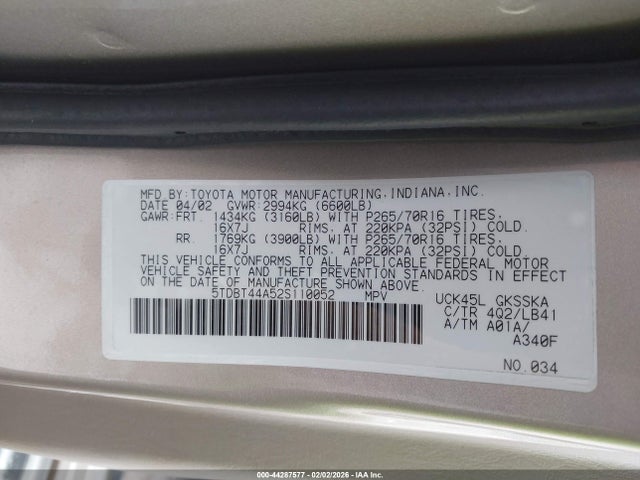 MFD BY:TOYOTA MOTOR MANUFACTURING,INDIANA,INC.
DATE 04/02 GVWR:2994KG (6600LB)
GAWR:FRT. 1434KG (3160LB) WITH P265/70R16 TIRES,
16X7J RIMS, AT 220KPA (32PSI) COLD.
RR. 1769KG (3900LB) WITH P265/70R16 TIRES,
16X7J RIMS, AT 220KPA (32PSI) COLD
THIS VEHICLE CONFORMS TO ALL APPLICABLE FEDERAL MOTOR
VEHICLE SAFETY AND THEFT PREVENTION STANDARDS IN EFFECT
ON THE DATE OF MANUFACTURE SHOWN ABOVE.
5TDBT44A52S110052 MPV
UCK45L GKSSKA
C/TR 4Q2/LB41
A/TM A01A/
A340F
NO.034
000-44287577 - 02/02/2026 - IAA Inc.